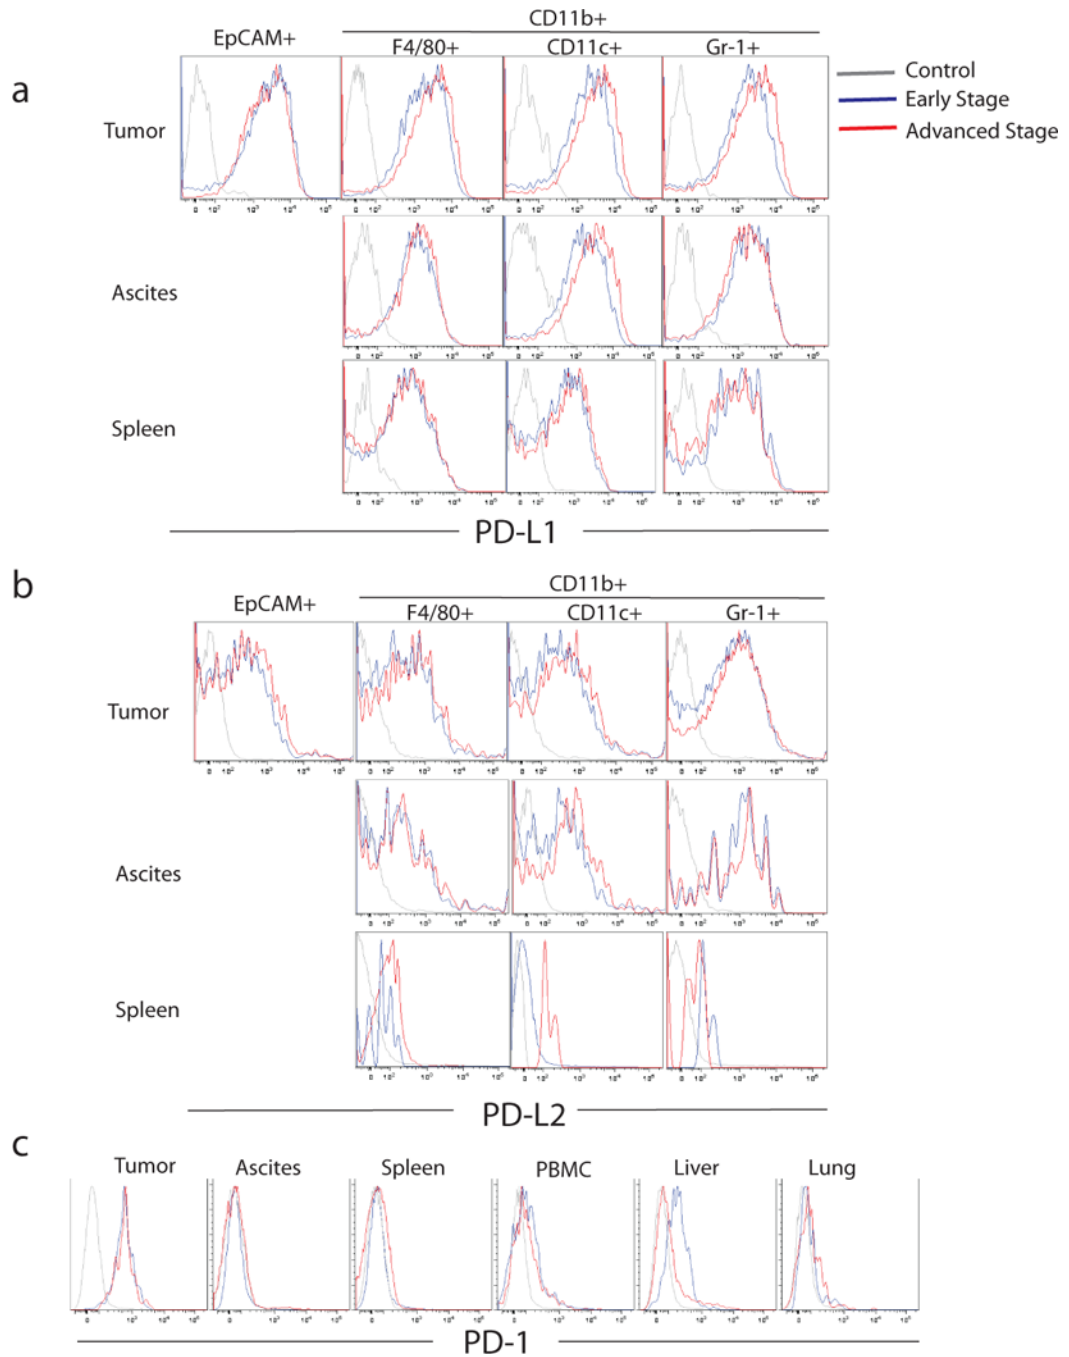 a
CD11b+
EpCAM+
F4/80+ CD11c+ Gr-1+
Control
Early Stage
Advanced Stage
Tumor
Ascites
Spleen
PD-L1
b
CD11b+
EpCAM+
F4/80+ CD11c+ Gr-1+
Tumor
Ascites
Spleen
PD-L2
c
Tumor Ascites Spleen PBMC Liver Lung
PD-1